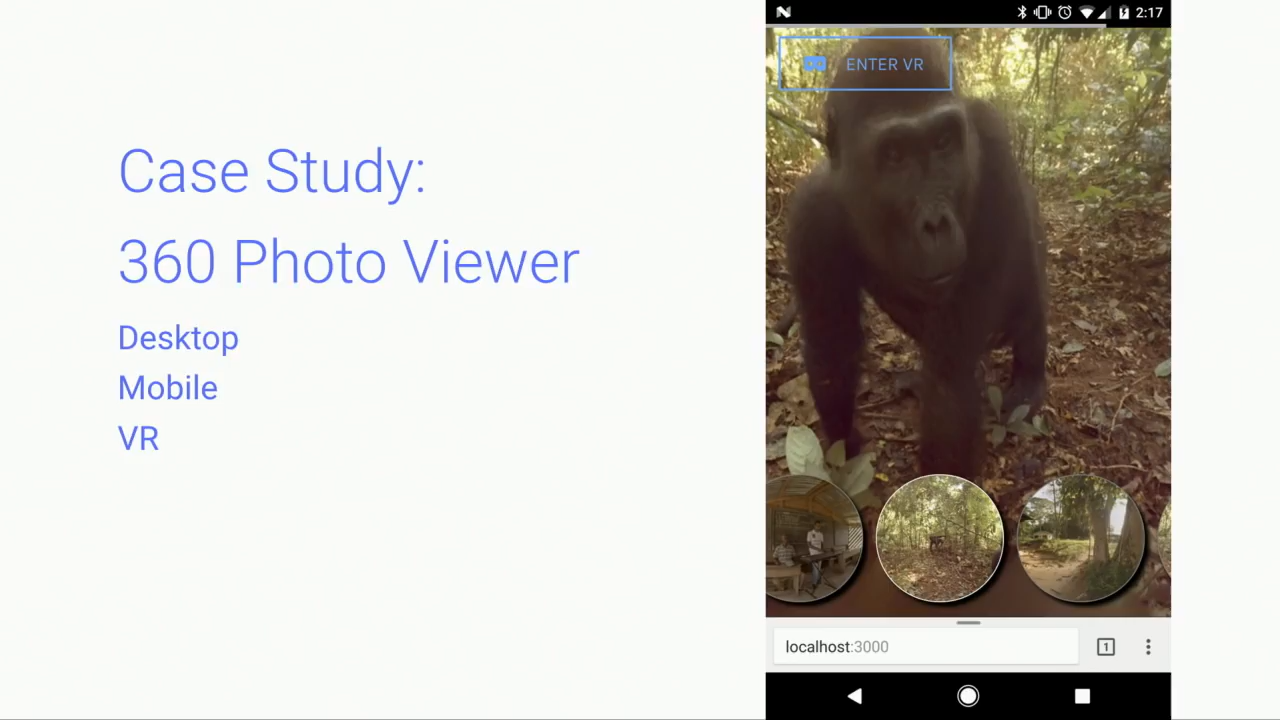 Case Study:
360 Photo Viewer
Desktop
Mobile
VR
2:17
ENTER VR
localhost:3000
1